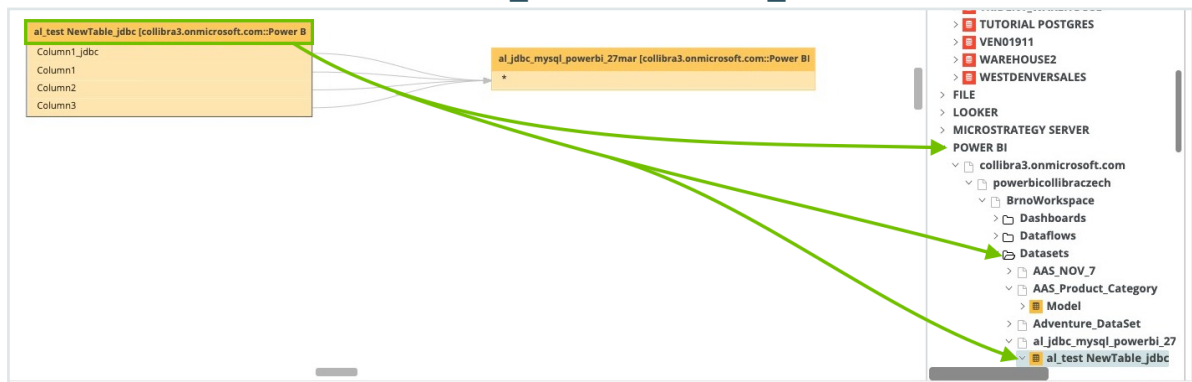 al_test NewTable_jdbc [collibra3.onmicrosoft.com::Power B
Column1_jdbc
Column1
Column2
Column3
al_jdbc_mysql_powerbi_27mar [collibra3.onmicrosoft.com::Power BI
*
TUTORIAL POSTGRES
VEN01911
WAREHOUSE2
WESTDENVERSALES
FILE
LOOKER
MICROSTRATEGY SERVER
POWER BI
collibra3.onmicrosoft.com
powerbicollibraczech
BrnoWorkspace
Dashboards
Dataflows
Datasets
AAS_NOV_7
AAS_Product_Category
Model
Adventure_DataSet
al_jdbc_mysql_powerbi_27
al_test NewTable_jdbc